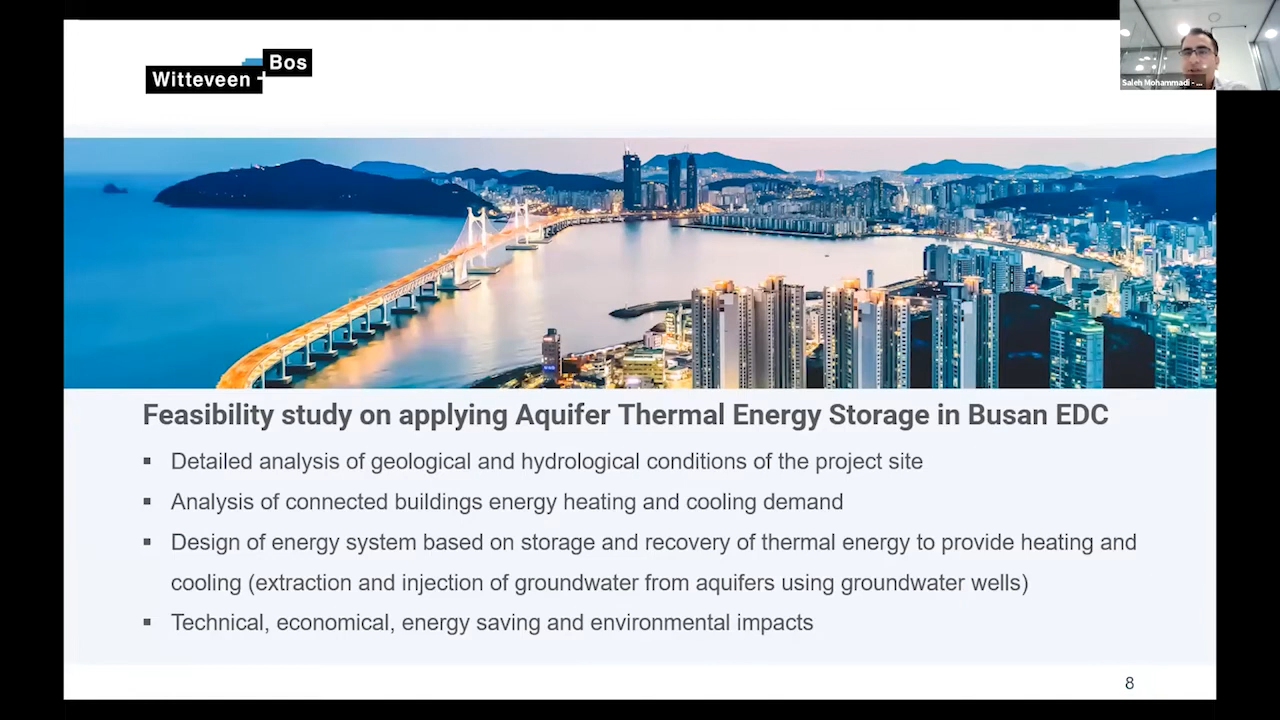 Witteveen + Bos
Saleh Mohammadi - ...
Feasibility study on applying Aquifer Thermal Energy Storage in Busan EDC
▪ Detailed analysis of geological and hydrological conditions of the project site
▪ Analysis of connected buildings energy heating and cooling demand
▪ Design of energy system based on storage and recovery of thermal energy to provide heating and
cooling (extraction and injection of groundwater from aquifers using groundwater wells)
▪ Technical, economical, energy saving and environmental impacts
8